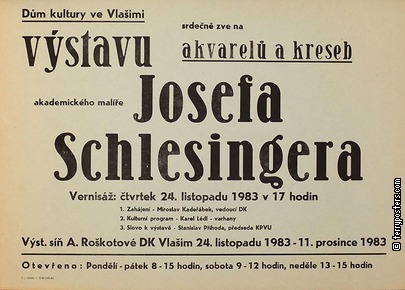 Dům kultury ve Vlašimi
srdečně zve na
výstavu akvarelů a kreseb
akademického malíře Josefa
Schlesingera
Vernisáž: čtvrtek 24. listopadu 1983 v 17 hodin
1. Zahájení - Miroslav Kadeřábek, vedoucí DK
2. Kulturní program - Karel Lédl - varhany
3. Slovo k výstavě - Stanislav Příhoda, předseda KPVU
Výst. síň A. Roškotové DK Vlašim 24. listopadu 1983 - 11. prosince 1983
Otevřeno: Pondělí - pátek 8 - 15 hodin, sobota 9 - 12 hodin, neděle 13 - 15 hodin
© terryposters.com